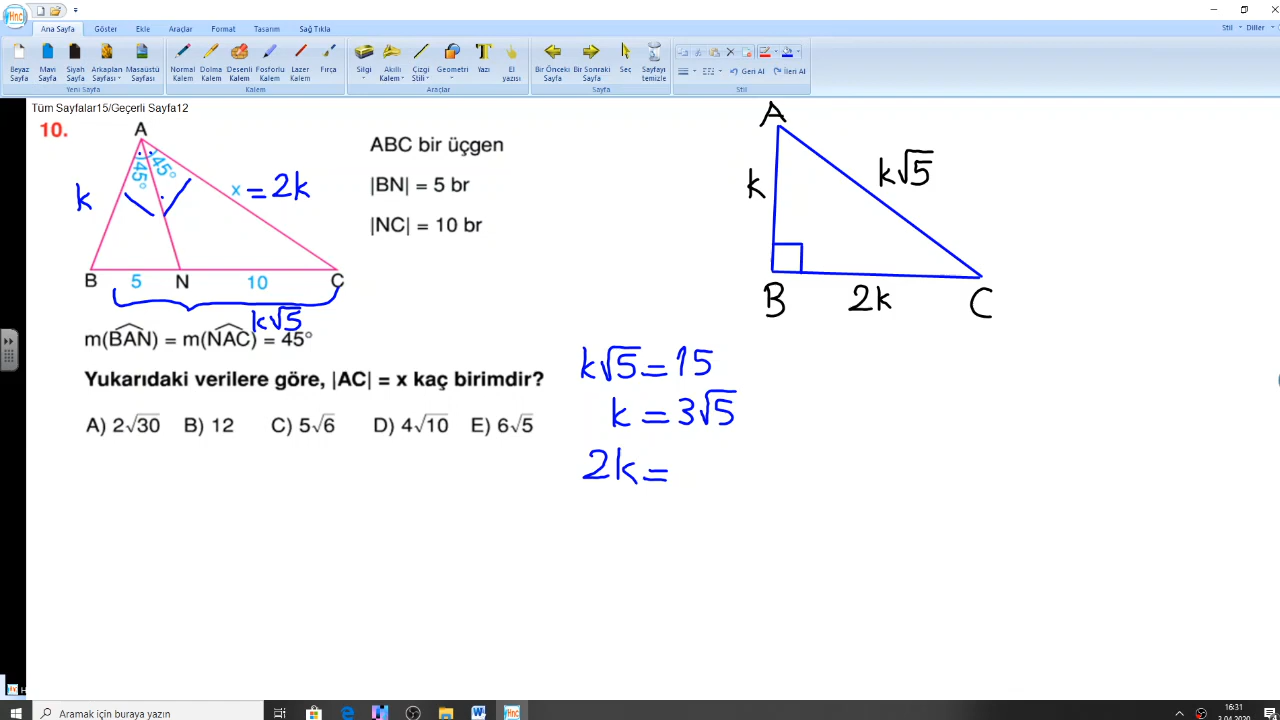 yHnc
Stil Diller
Ana Sayfa Göster Ekle Araçlar Format Tasarım Sağ Tıkla
Beyaz Sayfa Mavi Sayfa Siyah Sayfa Arkaplan Sayfası Masaüstü Sayfası Normal Kalem Dolma Kalem Desenli Kalem Fosforlu Kalem Lazer Kalem Fırça Silgi Akıllı Kalem Çizgi Stili Geometri Yazı El yazısı Bir Önceki Sayfa Bir Sonraki Sayfa Seç Sayfayı temizle Geri Al İleri Al
Yeni Sayfa Kalem Araçlar Sayfa Stil
Tüm Sayfalar15/Geçerli Sayfa12
10.
A
45° 45°
k
x = 2k
B 5 N 10 C
k√5
ABC bir üçgen
|BN| = 5 br
|NC| = 10 br
m(BAN) = m(NAC) = 45°
Yukarıdaki verilere göre, |AC| = x kaç birimdir?
A) 2√30 B) 12 C) 5√6 D) 4√10 E) 6√5
A
k
k√5
B 2k C
k√5 = 15
k = 3√5
2k =
Aramak için buraya yazın
16:31
3.04.2020